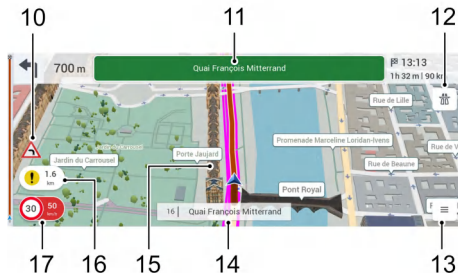 10
11
12
700 m
Quai François Mitterrand
13:13
1h 32 m | 90 km
Rue de Lille
Porte Jaujard
Promenade Marceline Loridan-Ivens
Jardin du Carrousel
Rue de Beaune
1.6
km
Pont Royal
30
50
km/h
16 | Quai François Mitterrand
17
16
15
14
13